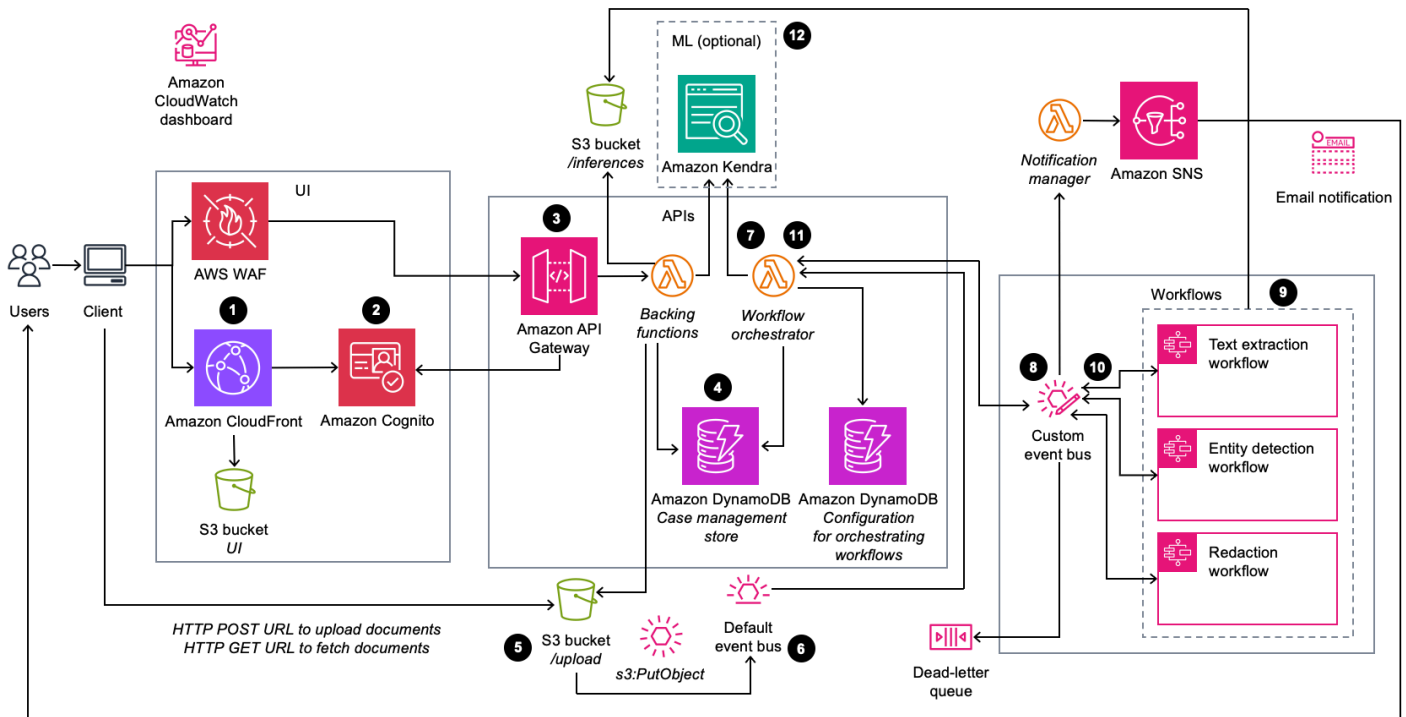 Amazon
CloudWatch
dashboard
ML (optional)
12
Amazon Kendra
S3 bucket
/inferences
Notification
manager
Amazon SNS
EMAIL
Email notification
UI
AWS WAF
Users
Client
1
Amazon CloudFront
2
Amazon Cognito
S3 bucket
UI
APIs
3
</>
Amazon API
Gateway
Backing
functions
7
11
Workflow
orchestrator
4
Amazon DynamoDB
Case management
store
Amazon DynamoDB
Configuration
for orchestrating
workflows
Workflows
9
8
10
Custom
event bus
Text extraction
workflow
Entity detection
workflow
Redaction
workflow
HTTP POST URL to upload documents
HTTP GET URL to fetch documents
5
S3 bucket
/upload
s3:PutObject
Default
event bus
6
Dead-letter
queue